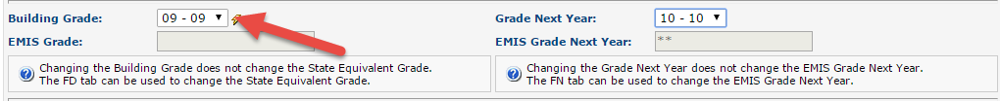 Building Grade: 09 - 09 Grade Next Year: 10 - 10
EMIS Grade: EMIS Grade Next Year: **
Changing the Building Grade does not change the State Equivalent Grade.
The FD tab can be used to change the State Equivalent Grade.
Changing the Grade Next Year does not change the EMIS Grade Next Year.
The FN tab can be used to change the EMIS Grade Next Year.